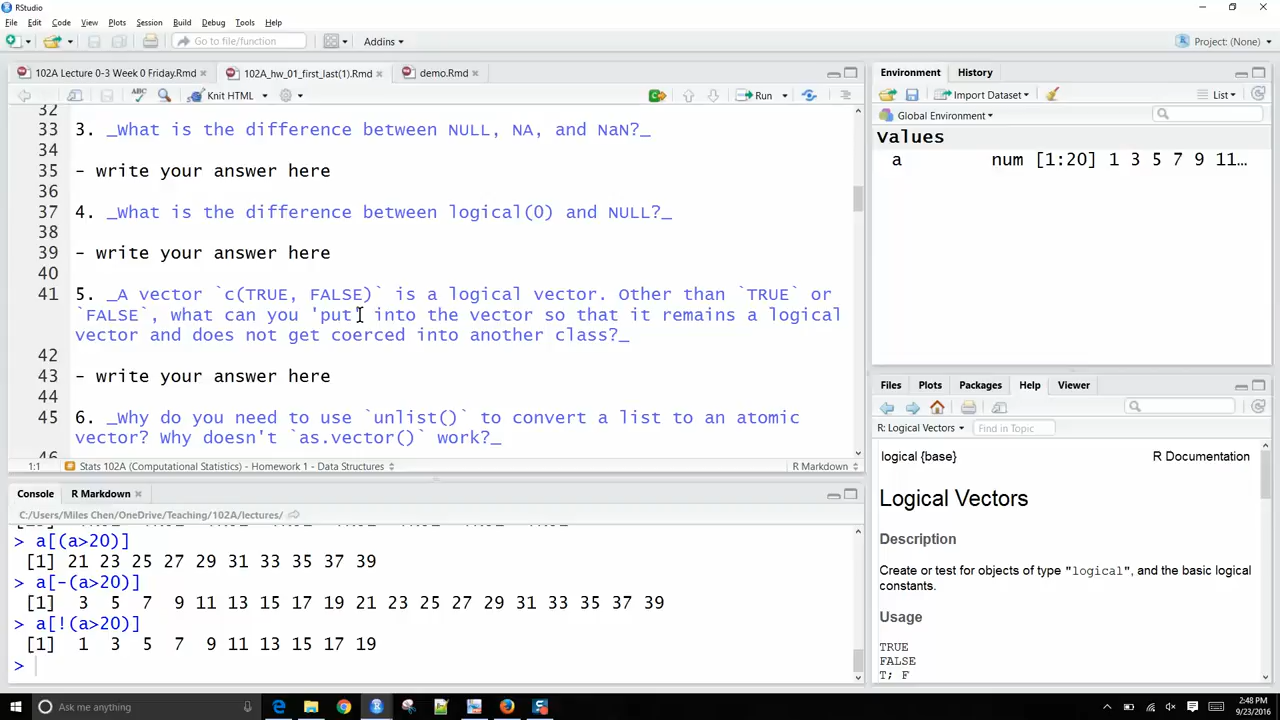 RStudio
File Edit Code View Plots Session Build Debug Tools Help
Go to file/function
Addins
Project: (None)
102A Lecture 0-3 Week 0 Friday.Rmd
102A_hw_01_first_last(1).Rmd
demo.Rmd
Knit HTML
Run
32
33 3. _What is the difference between NULL, NA, and NaN?_
34
35 - write your answer here
36
37 4. _What is the difference between logical(0) and NULL?_
38
39 - write your answer here
40
41 5. _A vector `c(TRUE, FALSE)` is a logical vector. Other than `TRUE` or
`FALSE`, what can you 'put' into the vector so that it remains a logical
vector and does not get coerced into another class?_
42
43 - write your answer here
44
45 6. _Why do you need to use `unlist()` to convert a list to an atomic
vector? Why doesn't `as.vector()` work?_
46
1:1 Stats 102A (Computational Statistics) - Homework 1 - Data Structures
R Markdown
Console R Markdown
C:/Users/Miles Chen/OneDrive/Teaching/102A/lectures/
> a[(a>20)]
[1] 21 23 25 27 29 31 33 35 37 39
> a[-(a>20)]
[1] 3 5 7 9 11 13 15 17 19 21 23 25 27 29 31 33 35 37 39
> a[!(a>20)]
[1] 1 3 5 7 9 11 13 15 17 19
>
Environment History
Import Dataset
List
Global Environment
Values
a num [1:20] 1 3 5 7 9 11…
Files Plots Packages Help Viewer
R: Logical Vectors
Find in Topic
logical {base} R Documentation
Logical Vectors
Description
Create or test for objects of type "logical", and the basic logical
constants.
Usage
TRUE
FALSE
T; F
Ask me anything
2:48 PM
9/23/2016